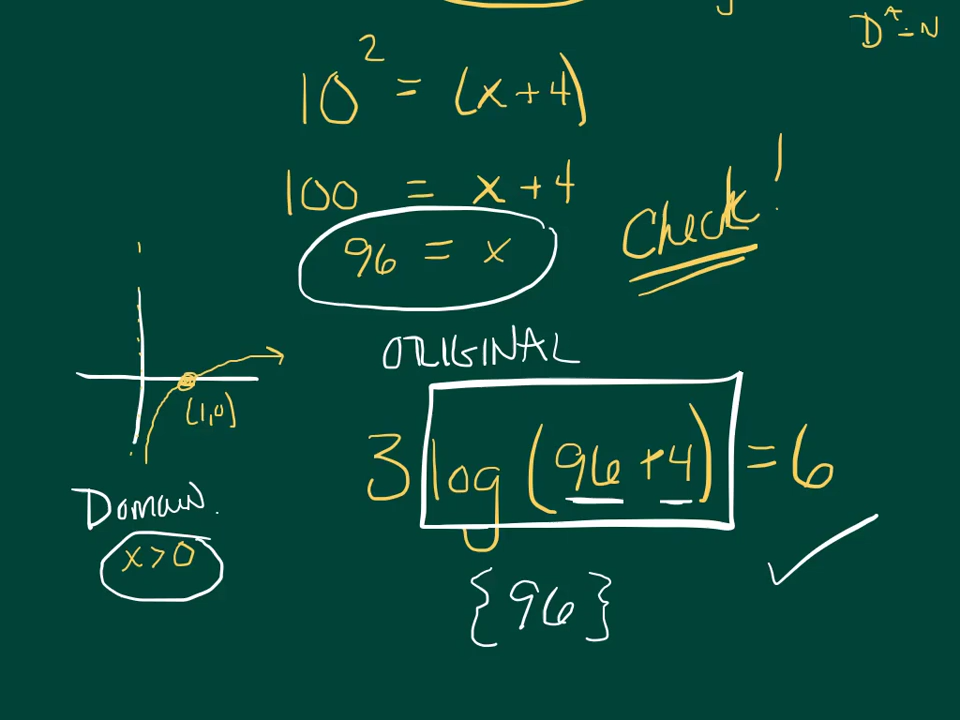 D^A = N
10^2 = (x+4)
100 = x+4
Check!
96 = x
ORIGINAL
(1,0)
3 log (96+4) = 6
Domain.
x>0
{96}